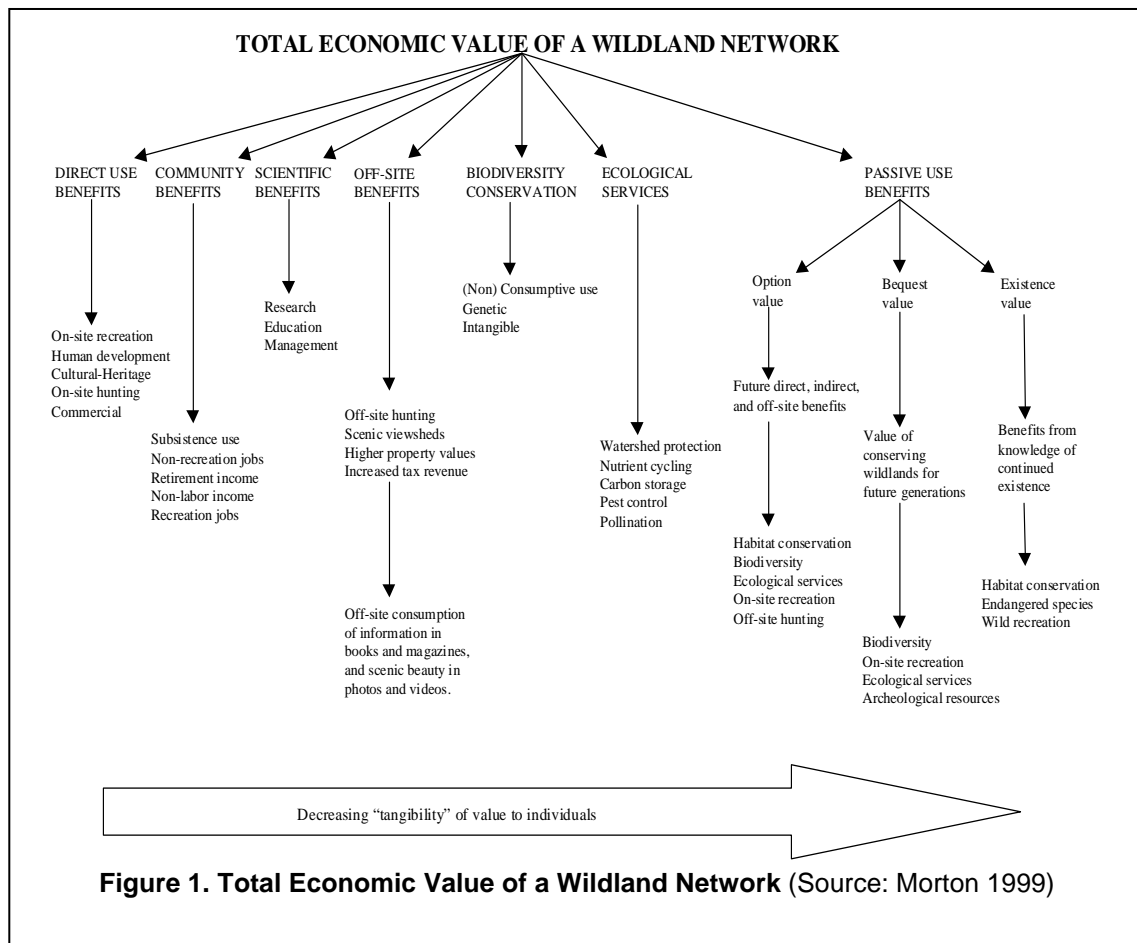 TOTAL ECONOMIC VALUE OF A WILDLAND NETWORK
DIRECT USE
BENEFITS
COMMUNITY
BENEFITS
SCIENTIFIC
BENEFITS
OFF-SITE
BENEFITS
BIODIVERSITY
CONSERVATION
ECOLOGICAL
SERVICES
PASSIVE USE
BENEFITS
On-site recreation
Human development
Cultural-Heritage
On-site hunting
Commercial
Subsistence use
Non-recreation jobs
Retirement income
Non-labor income
Recreation jobs
Research
Education
Management
Off-site hunting
Scenic viewsheds
Higher property values
Increased tax revenue
Off-site consumption
of information in
books and magazines,
and scenic beauty in
photos and videos.
(Non) Consumptive use
Genetic
Intangible
Watershed protection
Nutrient cycling
Carbon storage
Pest control
Pollination
Option
value
Future direct, indirect,
and off-site benefits
Habitat conservation
Biodiversity
Ecological services
On-site recreation
Off-site hunting
Bequest
value
Value of
conserving
wildlands for
future generations
Biodiversity
On-site recreation
Ecological services
Archeological resources
Existence
value
Benefits from
knowledge of
continued
existence
Habitat conservation
Endangered species
Wild recreation
Decreasing “tangibility” of value to individuals
Figure 1. Total Economic Value of a Wildland Network (Source: Morton 1999)